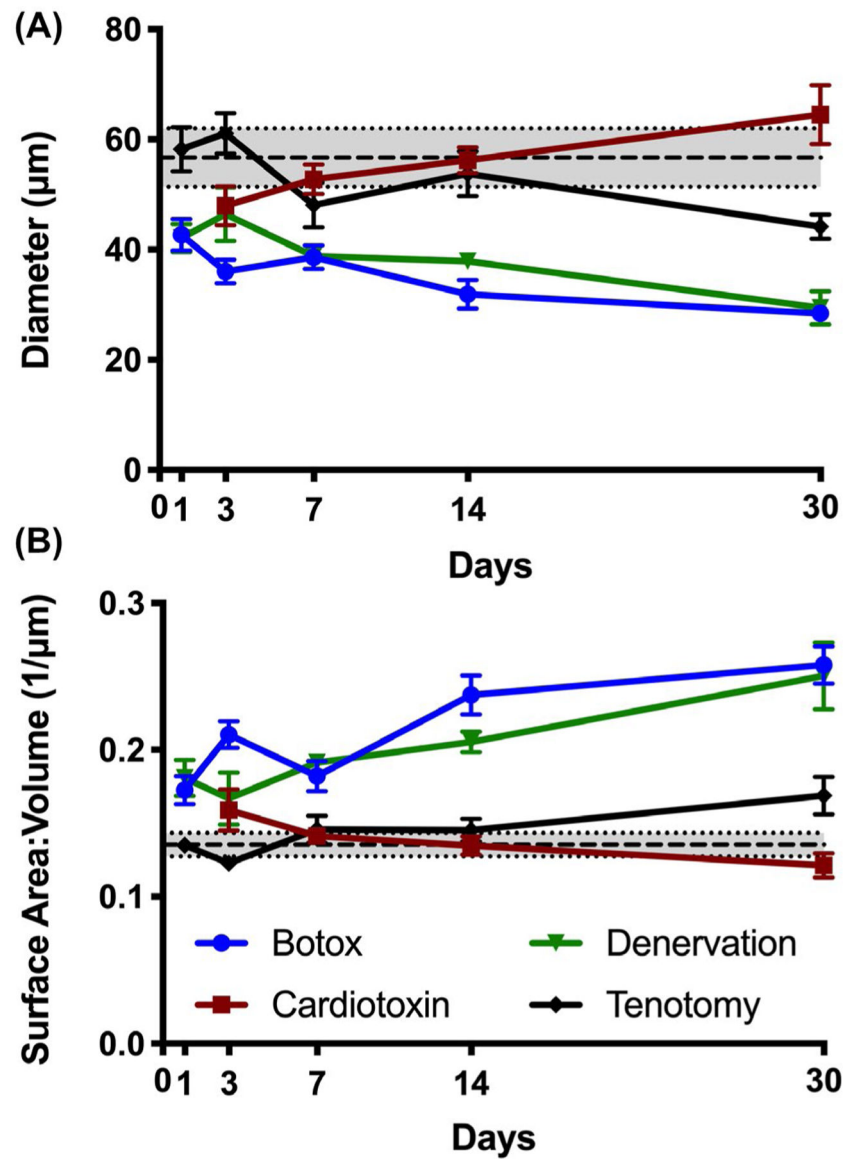 (A)
80
60
40
20
0
Diameter (µm)
0 1 3 7 14 30
Days
(B)
0.3
0.2
0.1
0.0
Surface Area:Volume (1/µm)
Botox
Denervation
Cardiotoxin
Tenotomy
0 1 3 7 14 30
Days